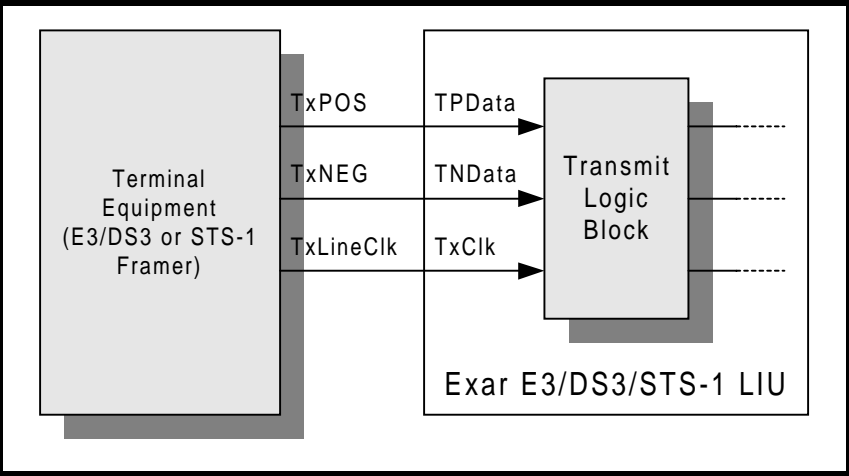 Terminal
Equipment
(E3/DS3 or STS-1
Framer)
TxPOS
TPData
TxNEG
TNData
TxLineClk
TxClk
Transmit
Logic
Block
Exar E3/DS3/STS-1 LIU